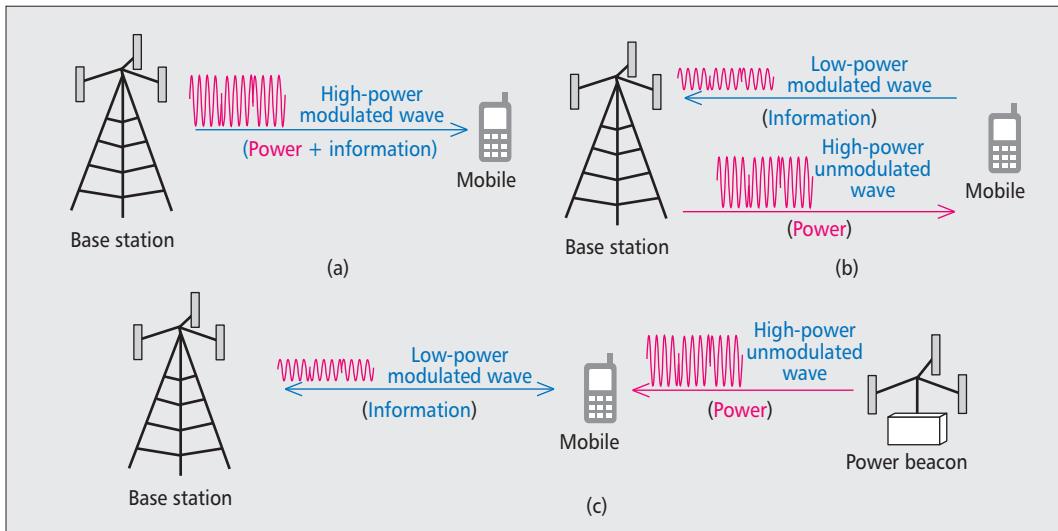 High-power
modulated wave
(Power + information)
Mobile
Base station
(a)
Low-power
modulated wave
(Information)
High-power
unmodulated
wave
(Power)
Mobile
Base station
(b)
Low-power
modulated wave
(Information)
Mobile
High-power
unmodulated
wave
(Power)
Power beacon
Base station
(c)